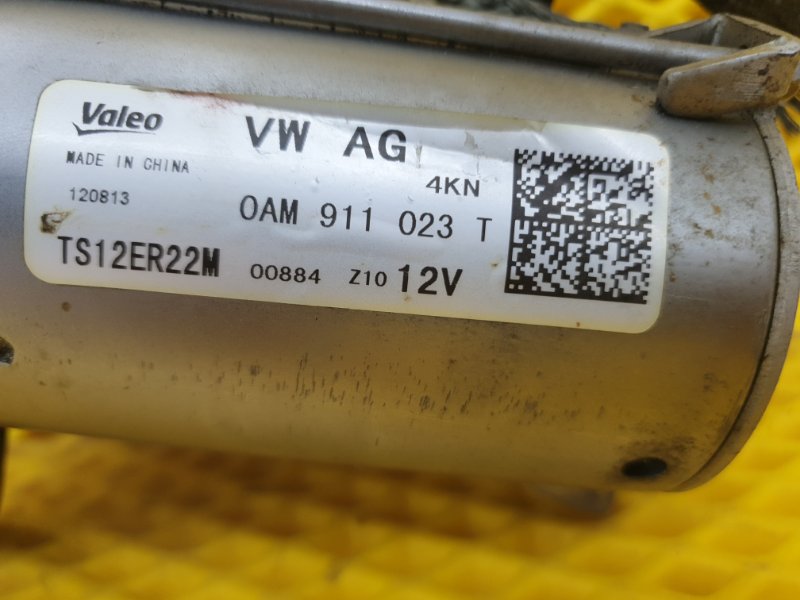 Valeo
VW AG
MADE IN CHINA
4KN
120813
0AM 911 023 T
TS12ER22M
00884 Z10 12V